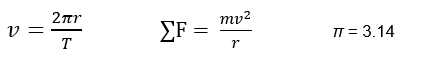 v = 2πr/T   ∑F = mv²/r   π = 3.14